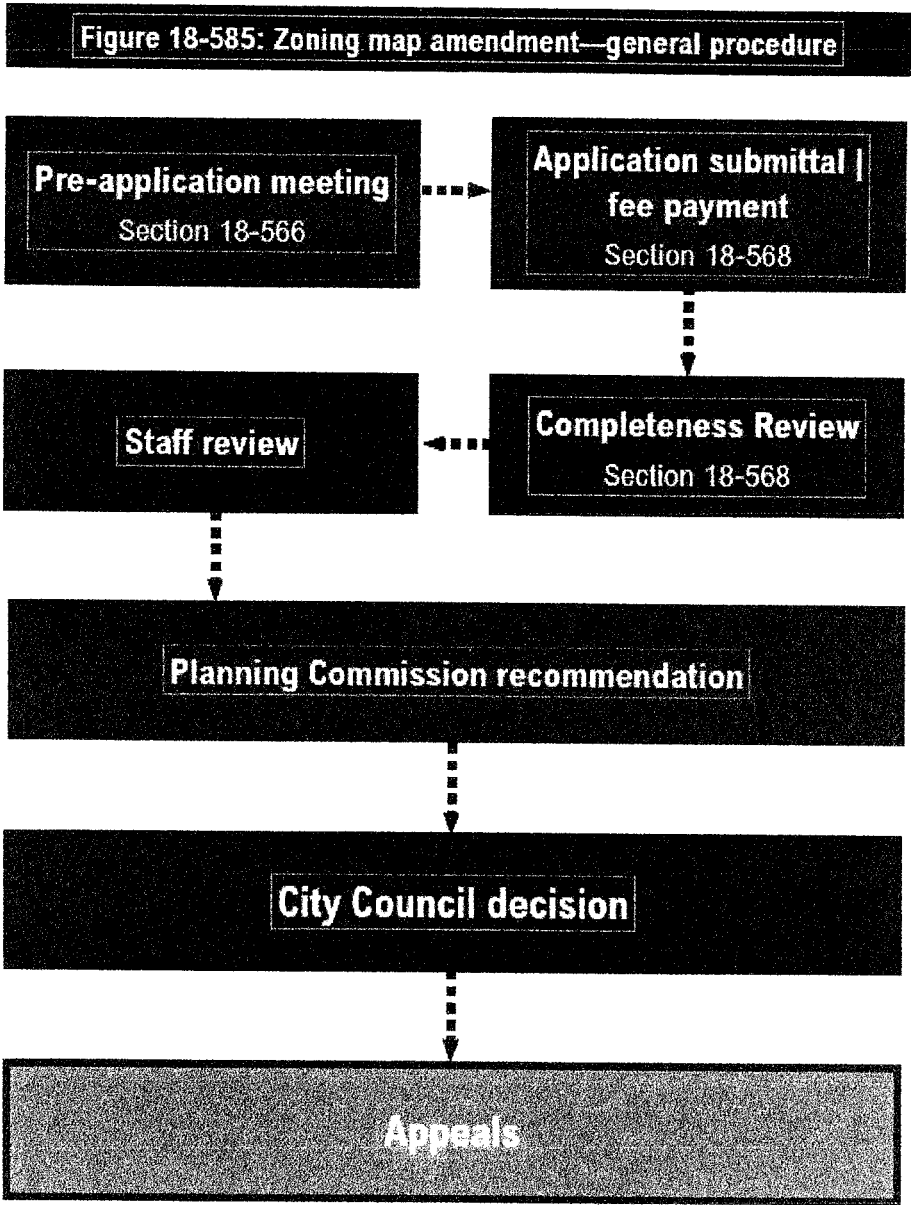 Figure 18-585: Zoning map amendment—general procedure
Pre-application meeting
Section 18-566
Application submittal |
fee payment
Section 18-568
Completeness Review
Section 18-568
Staff review
Planning Commission recommendation
City Council decision
Appeals